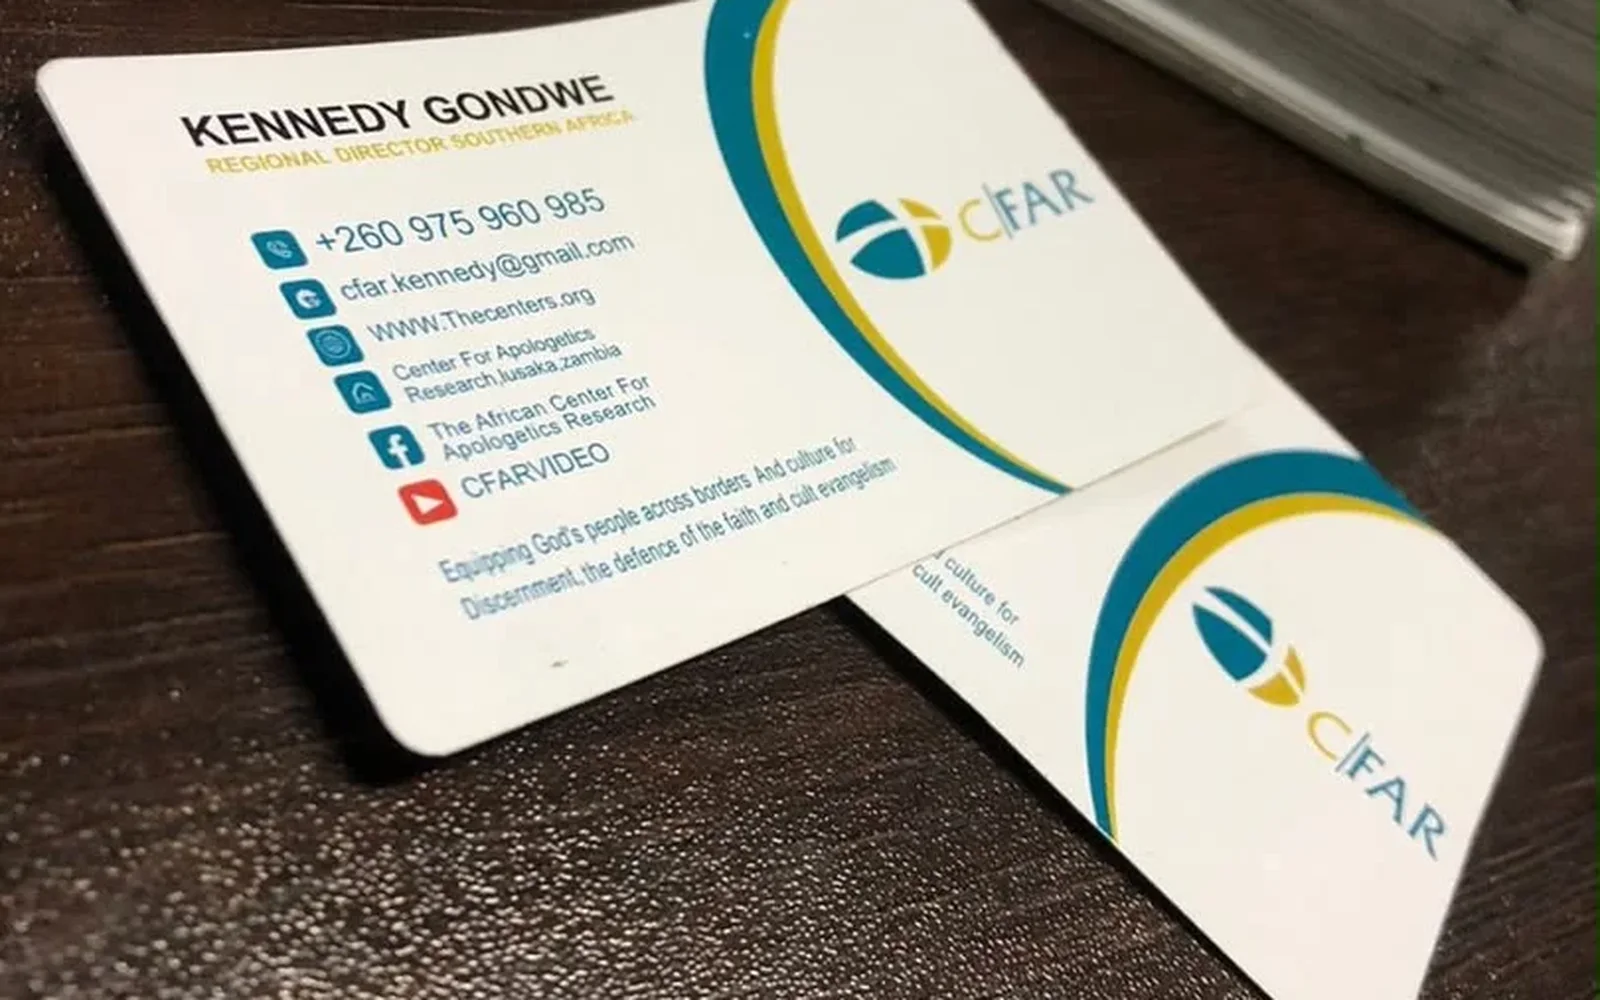 KENNEDY GONDWE
REGIONAL DIRECTOR SOUTHERN AFRICA
+260 975 960 985
cfar.kennedy@gmail.com
WWW.Thecenters.org
Center For Apologetics
Research,lusaka,zambia
The African Center For
Apologetics Research
CFARVIDEO
Equipping God's people across borders And culture for
Discernment, the defence of the faith and cult evangelism
C|FAR
culture for
cult evangelism
C|FAR